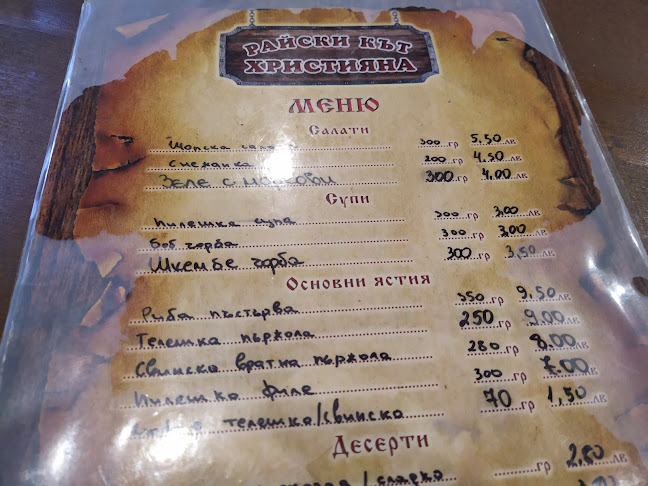 РАЙСКИ КЪТ
ХРИСТИЯНА
МЕНЮ
САЛАТИ
Шопска салата 300 ГР 5,50 ЛВ
Снежанка 200 ГР 4,50 ЛВ
Зеле с моркови 300 ГР 4,00 ЛВ
СУПИ
Пилешка супа 300 ГР 3,00 ЛВ
Боб чорба 300 ГР 3,00 ЛВ
Шкембе чорба 300 ГР 3,50 ЛВ
ОСНОВНИ ЯСТИЯ
Риба пъстърва 350 ГР 9,50 ЛВ
Телешка пържола 250 ГР 9,00 ЛВ
Свинска вратна пържола 280 ГР 8,00 ЛВ
Пилешко филе 300 ГР 7,00 ЛВ
телешко/свинско 70 ГР 1,50 ЛВ
ДЕСЕРТИ
/ сладко ГР 2,80 ЛВ